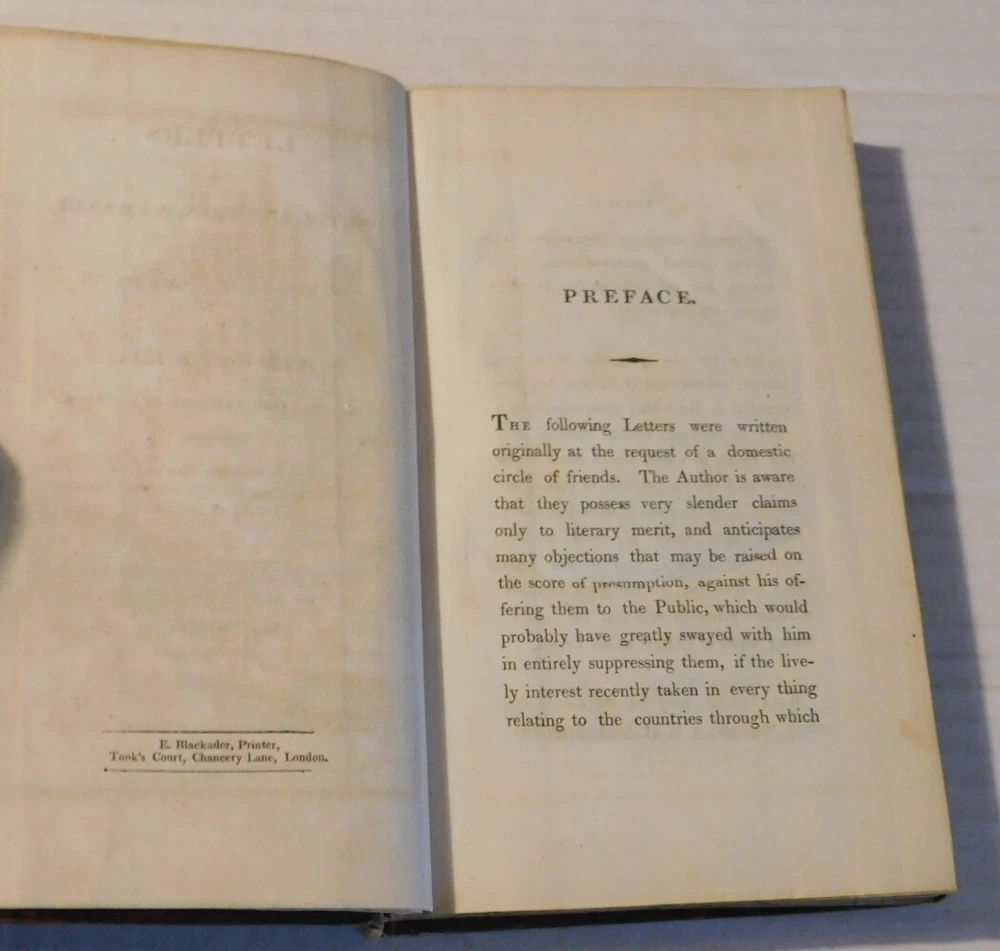 E. Blackader, Printer,
Took's Court, Chancery Lane, London.
PREFACE.
THE following Letters were written
originally at the request of a domestic
circle of friends. The Author is aware
that they possess very slender claims
only to literary merit, and anticipates
many objections that may be raised on
the score of presumption, against his of-
fering them to the Public, which would
probably have greatly swayed with him
in entirely suppressing them, if the live-
ly interest recently taken in every thing
relating to the countries through which